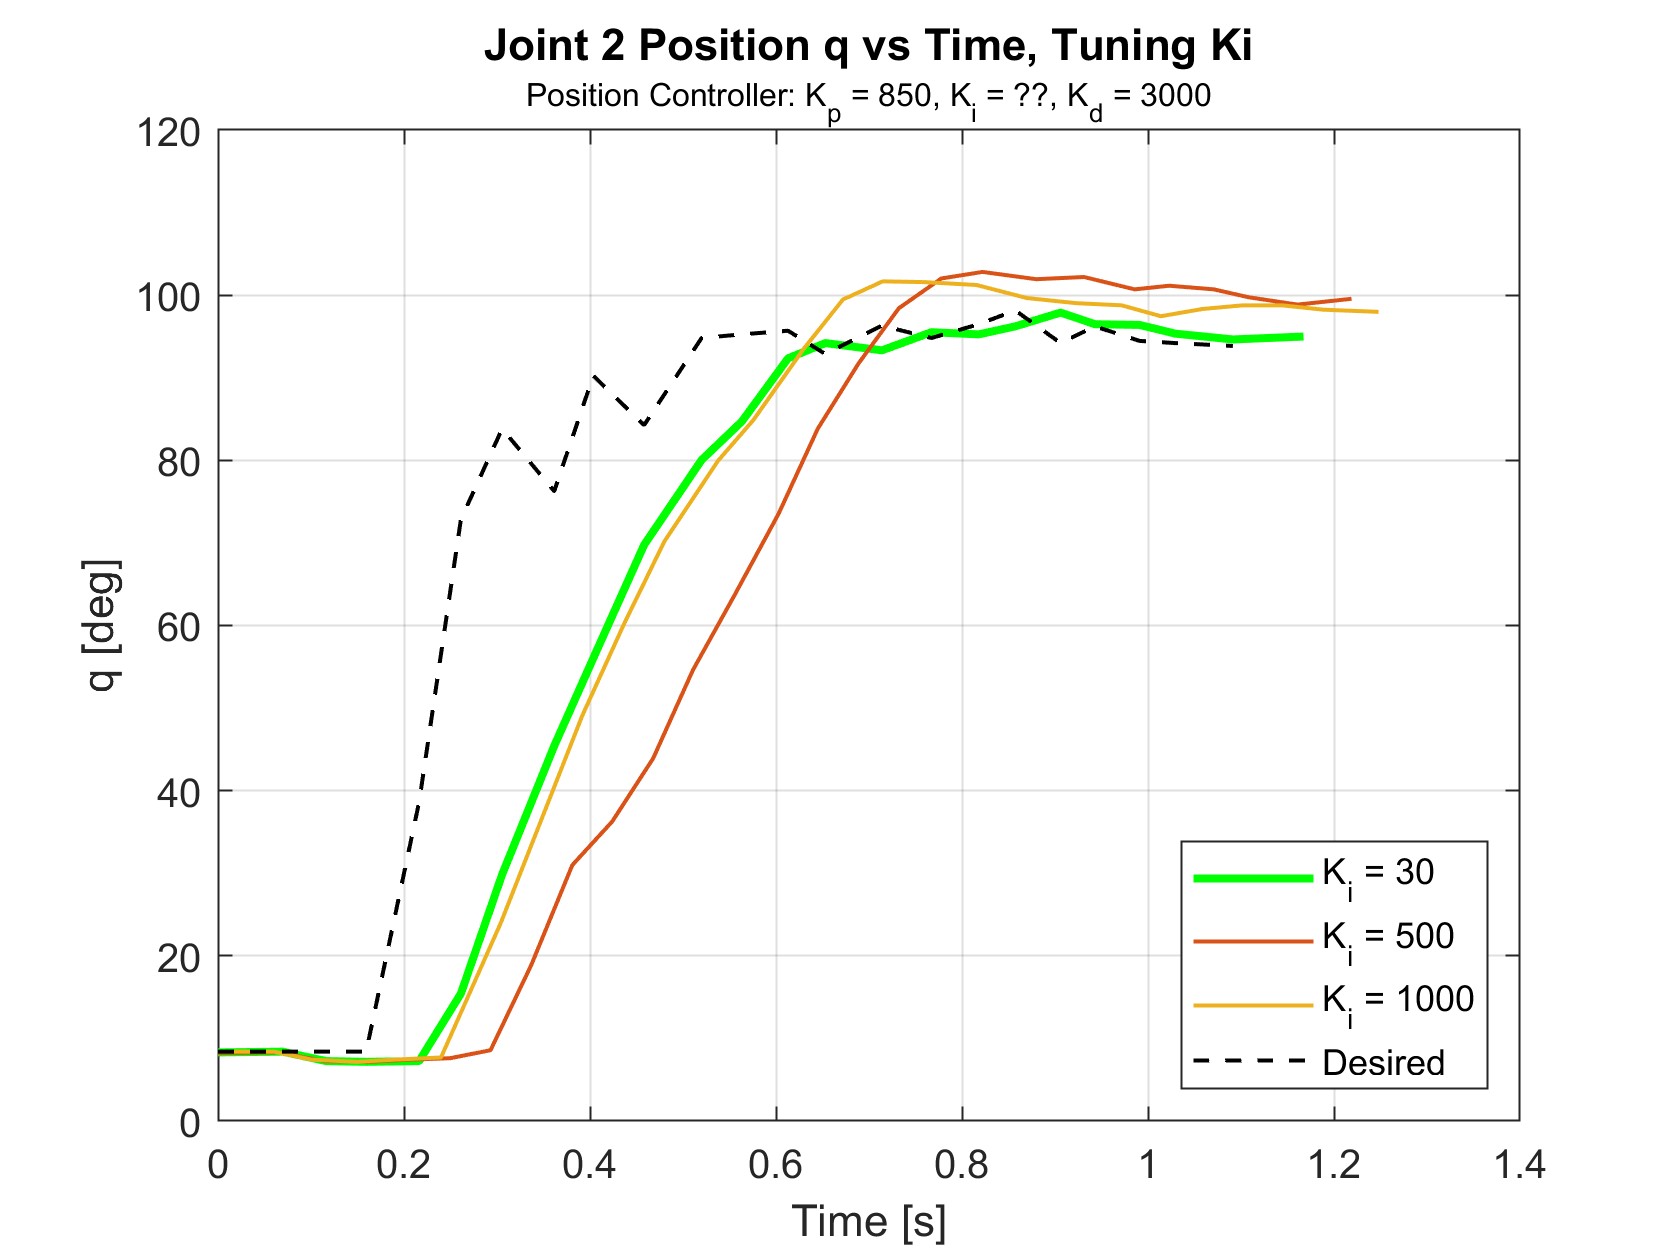 Joint 2 Position q vs Time, Tuning Ki
Position Controller: Kp = 850, Ki = ??, Kd = 3000
120
100
80
60
40
20
0
q [deg]
Ki = 30
Ki = 500
Ki = 1000
Desired
0 0.2 0.4 0.6 0.8 1 1.2 1.4
Time [s]